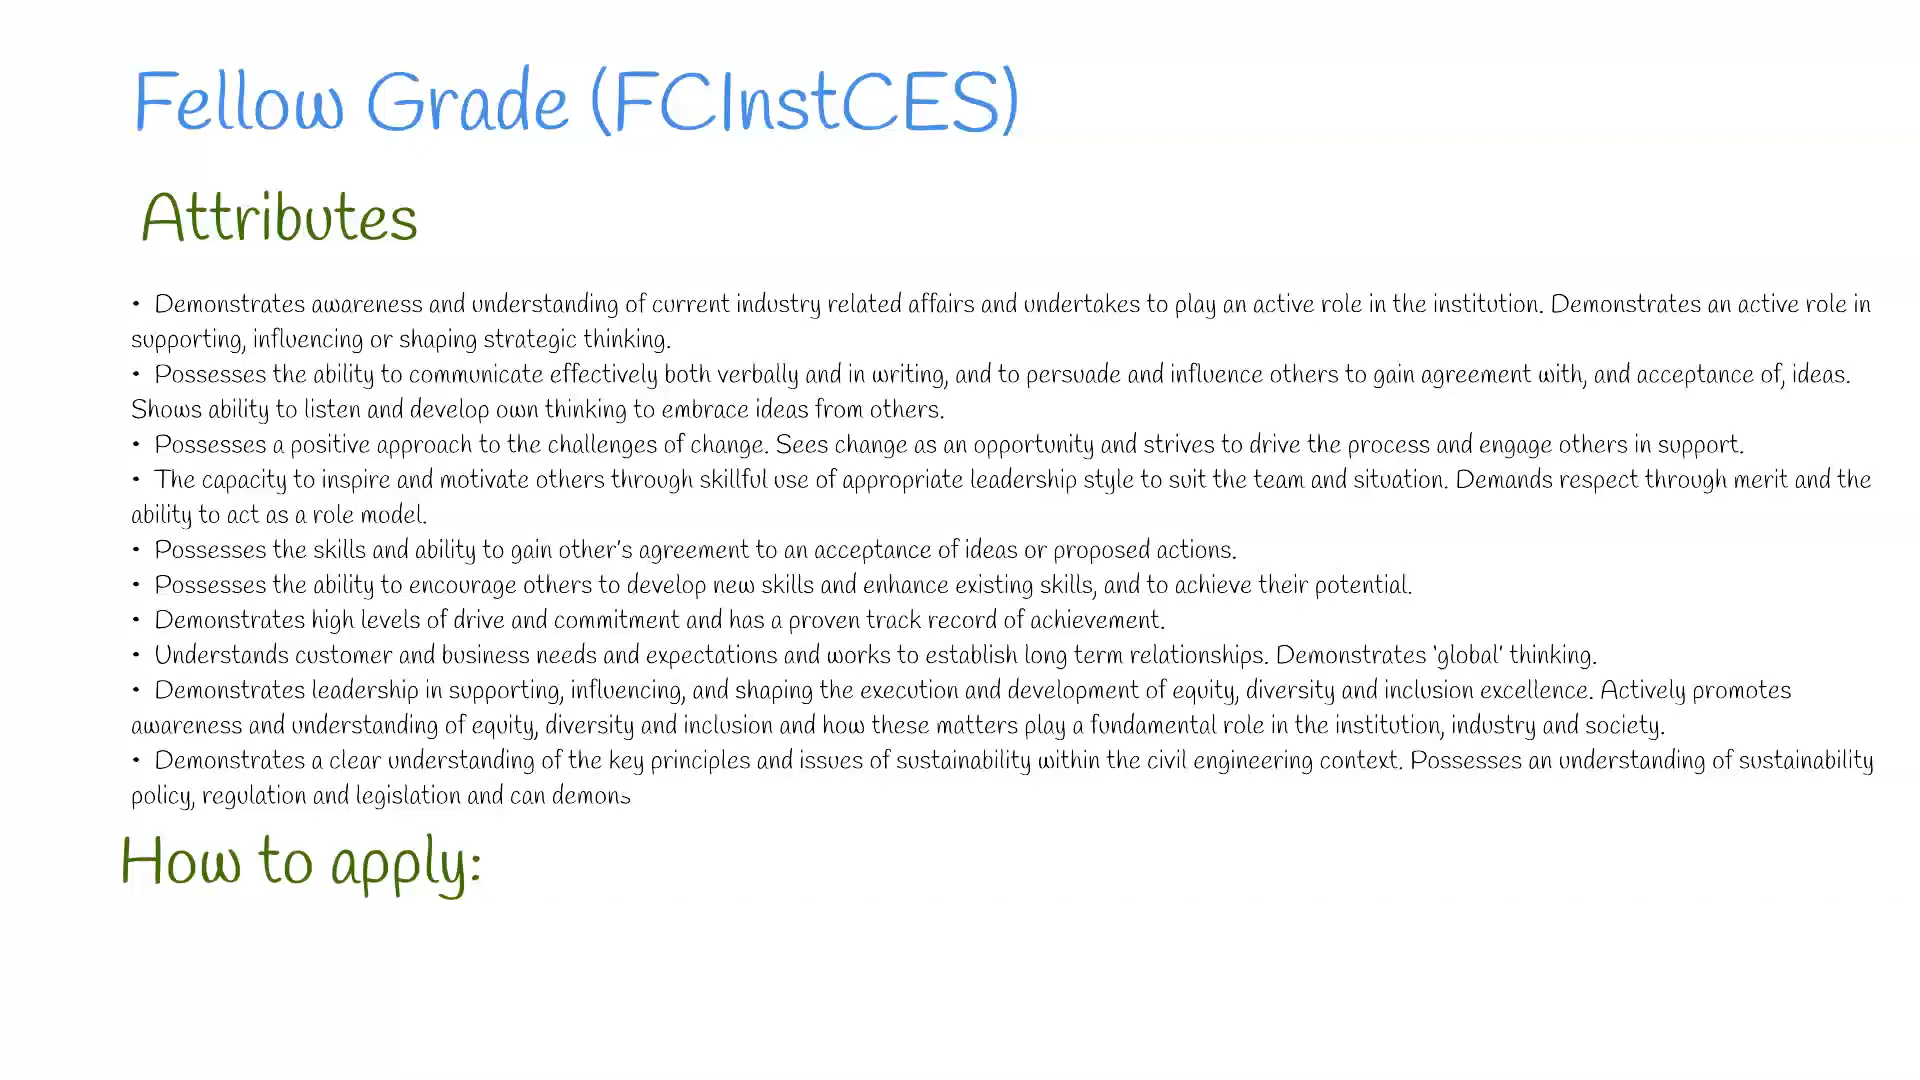 Fellow Grade (FCInstCES)
Attributes
• Demonstrates awareness and understanding of current industry related affairs and undertakes to play an active role in the institution. Demonstrates an active role in
supporting, influencing or shaping strategic thinking.
• Possesses the ability to communicate effectively both verbally and in writing, and to persuade and influence others to gain agreement with, and acceptance of, ideas.
Shows ability to listen and develop own thinking to embrace ideas from others.
• Possesses a positive approach to the challenges of change. Sees change as an opportunity and strives to drive the process and engage others in support.
• The capacity to inspire and motivate others through skillful use of appropriate leadership style to suit the team and situation. Demands respect through merit and the
ability to act as a role model.
• Possesses the skills and ability to gain other's agreement to an acceptance of ideas or proposed actions.
• Possesses the ability to encourage others to develop new skills and enhance existing skills, and to achieve their potential.
• Demonstrates high levels of drive and commitment and has a proven track record of achievement.
• Understands customer and business needs and expectations and works to establish long term relationships. Demonstrates 'global' thinking.
• Demonstrates leadership in supporting, influencing, and shaping the execution and development of equity, diversity and inclusion excellence. Actively promotes
awareness and understanding of equity, diversity and inclusion and how these matters play a fundamental role in the institution, industry and society.
• Demonstrates a clear understanding of the key principles and issues of sustainability within the civil engineering context. Possesses an understanding of sustainability
policy, regulation and legislation and can demons
How to apply: